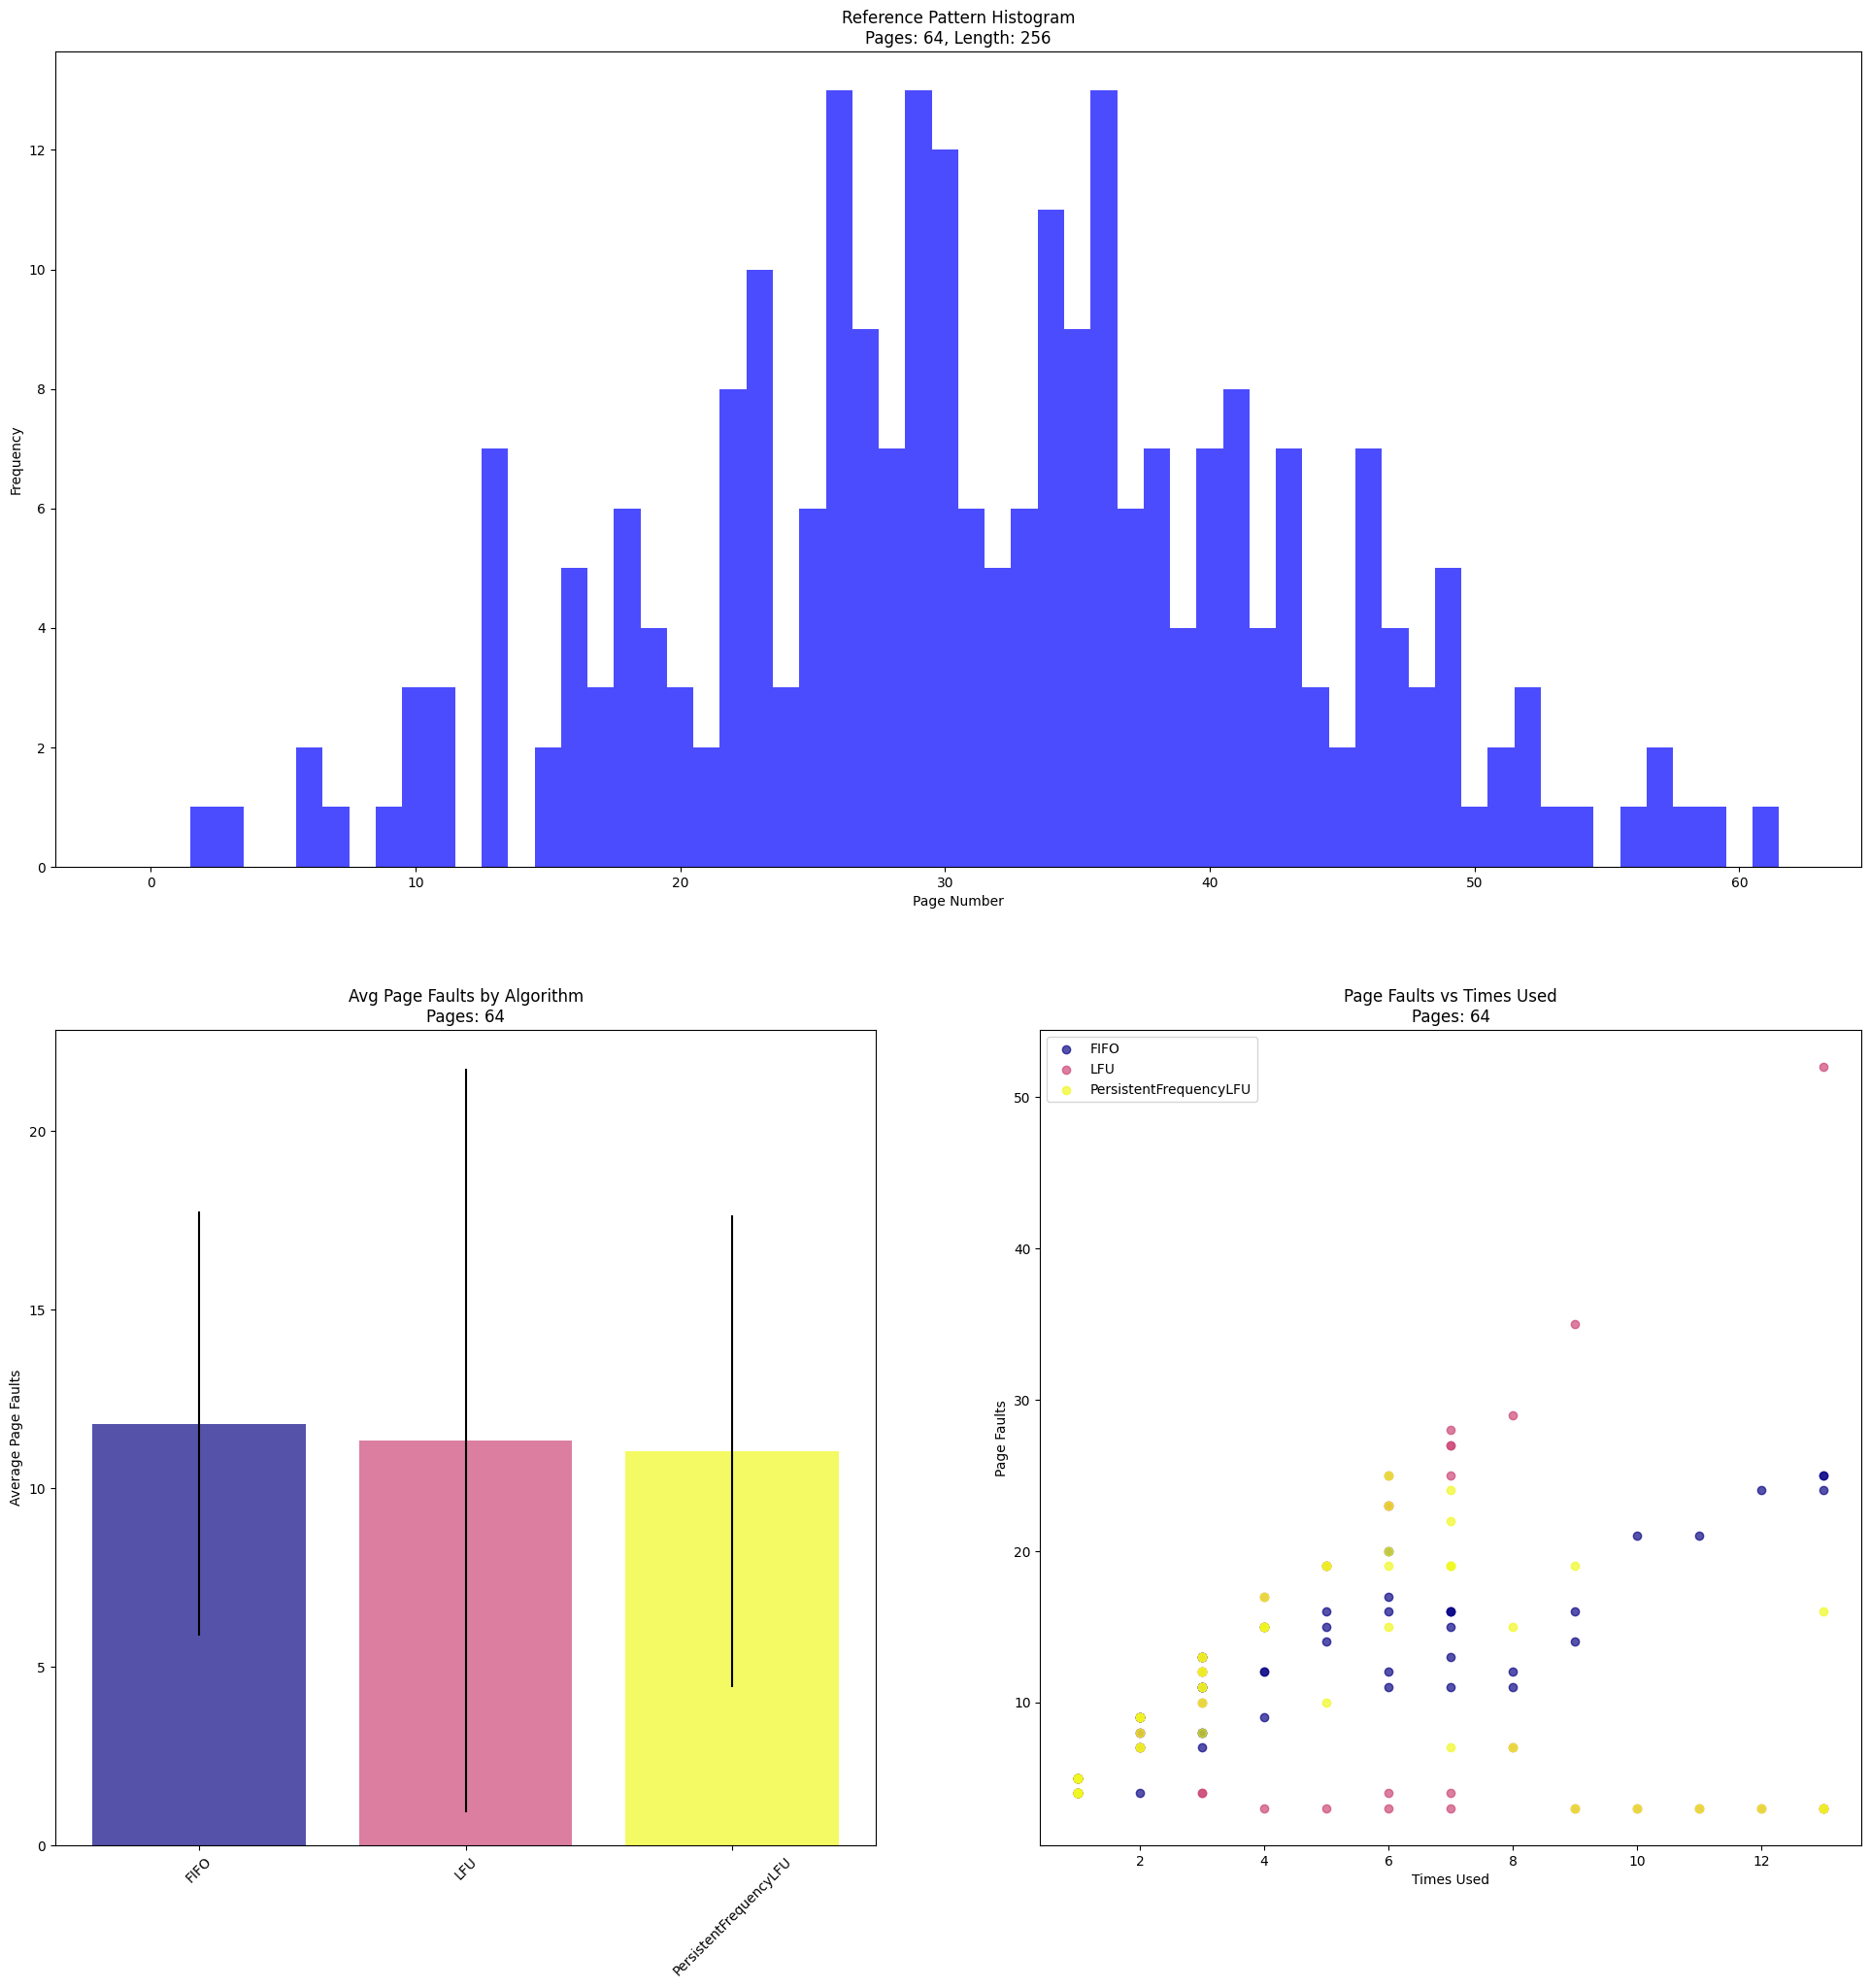 Reference Pattern Histogram
Pages: 64, Length: 256
12
10
8
6
4
2
0
Frequency
0 10 20 30 40 50 60
Page Number
Avg Page Faults by Algorithm
Pages: 64
20
15
10
5
0
Average Page Faults
FIFO LFU PersistentFrequencyLFU
Page Faults vs Times Used
Pages: 64
FIFO
LFU
PersistentFrequencyLFU
50
40
30
20
10
Page Faults
2 4 6 8 10 12
Times Used